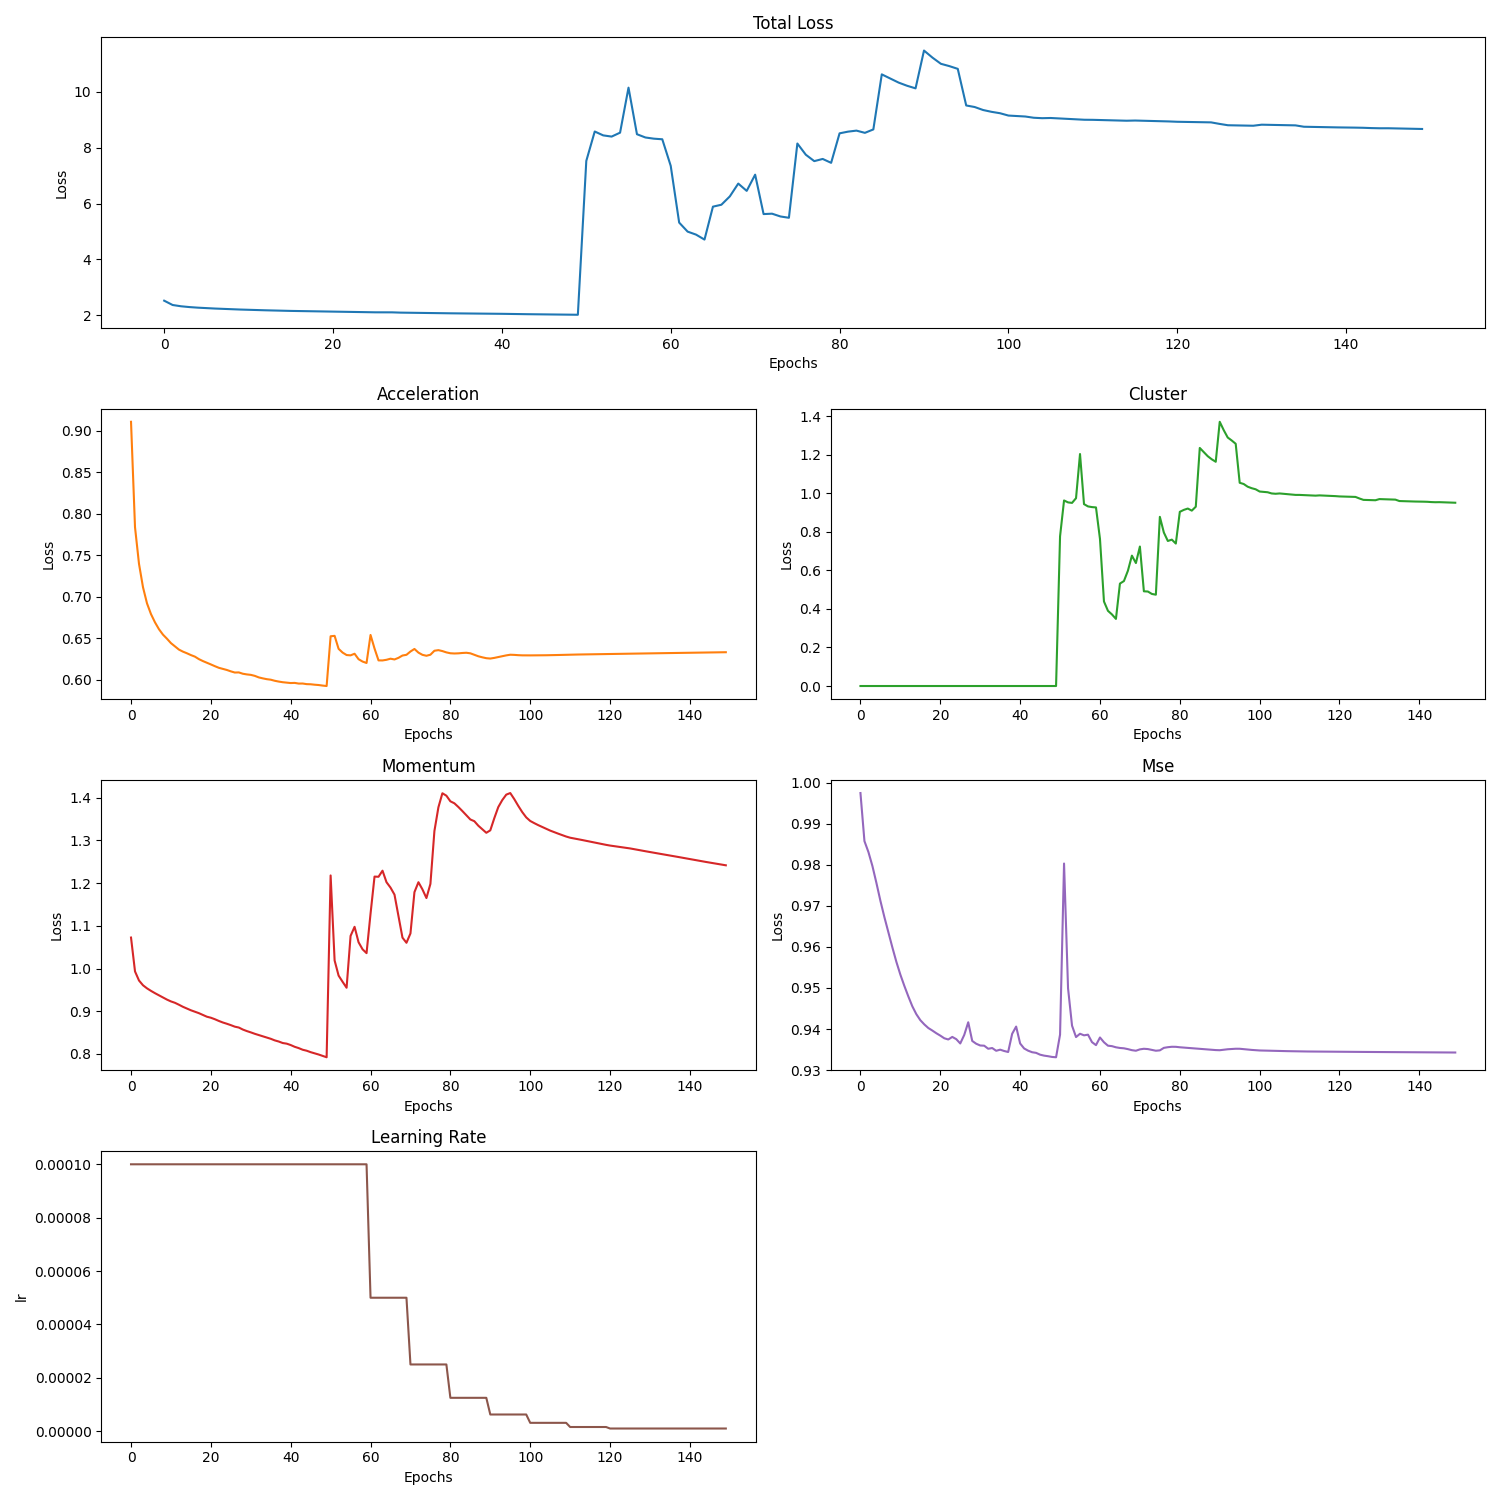 Total Loss
Loss
10
8
6
4
2
0 20 40 60 80 100 120 140
Epochs
Acceleration
Loss
0.90
0.85
0.80
0.75
0.70
0.65
0.60
0 20 40 60 80 100 120 140
Epochs
Cluster
Loss
1.4
1.2
1.0
0.8
0.6
0.4
0.2
0.0
0 20 40 60 80 100 120 140
Epochs
Momentum
Loss
1.4
1.3
1.2
1.1
1.0
0.9
0.8
0 20 40 60 80 100 120 140
Epochs
Mse
Loss
1.00
0.99
0.98
0.97
0.96
0.95
0.94
0.93
0 20 40 60 80 100 120 140
Epochs
Learning Rate
lr
0.00010
0.00008
0.00006
0.00004
0.00002
0.00000
0 20 40 60 80 100 120 140
Epochs